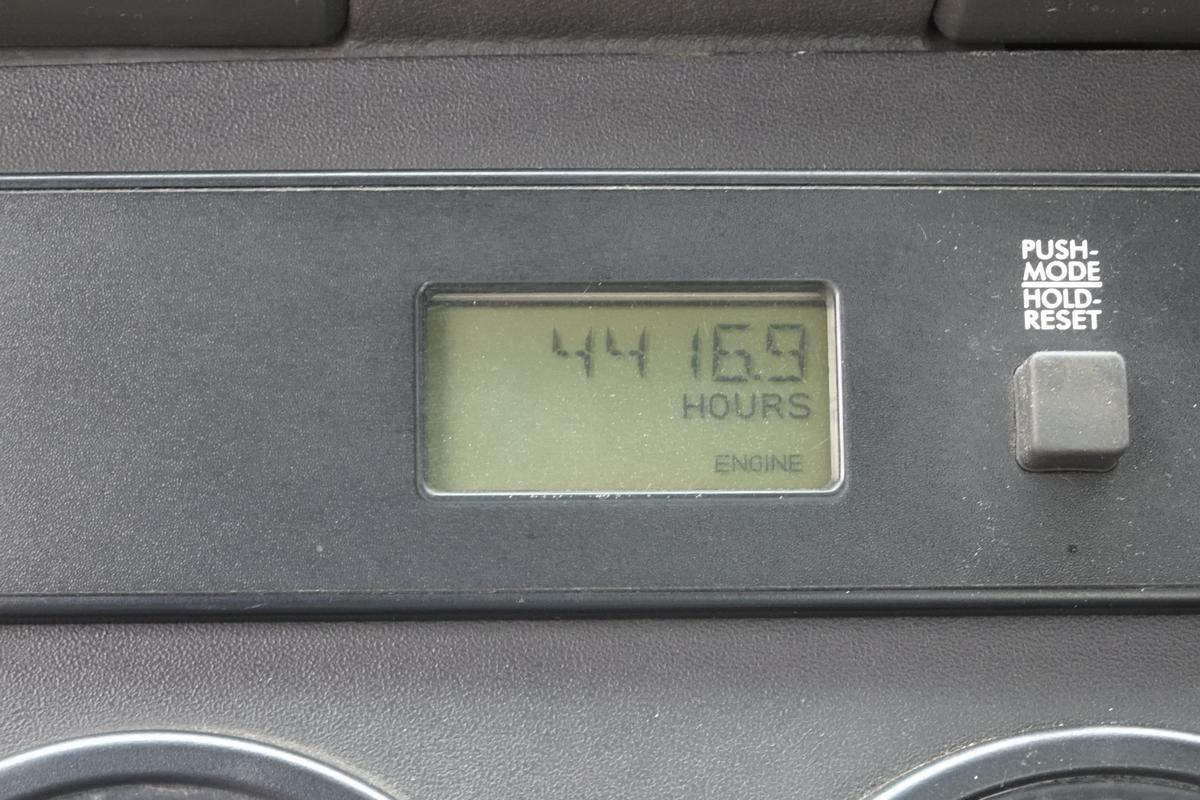 PUSH-
MODE
HOLD-
RESET
4416.9
HOURS
ENGINE